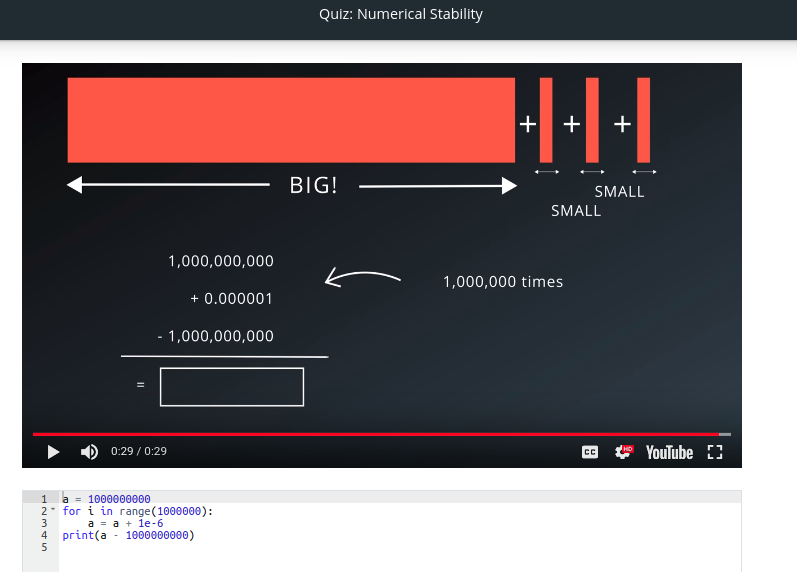 Quiz: Numerical Stability
+ + +
BIG!
SMALL
SMALL
1,000,000,000
1,000,000 times
+ 0.000001
- 1,000,000,000
=
0:29 / 0:29
CC
HD
YouTube
1 a = 1000000000
2 for i in range(1000000):
3     a = a + 1e-6
4 print(a - 1000000000)
5